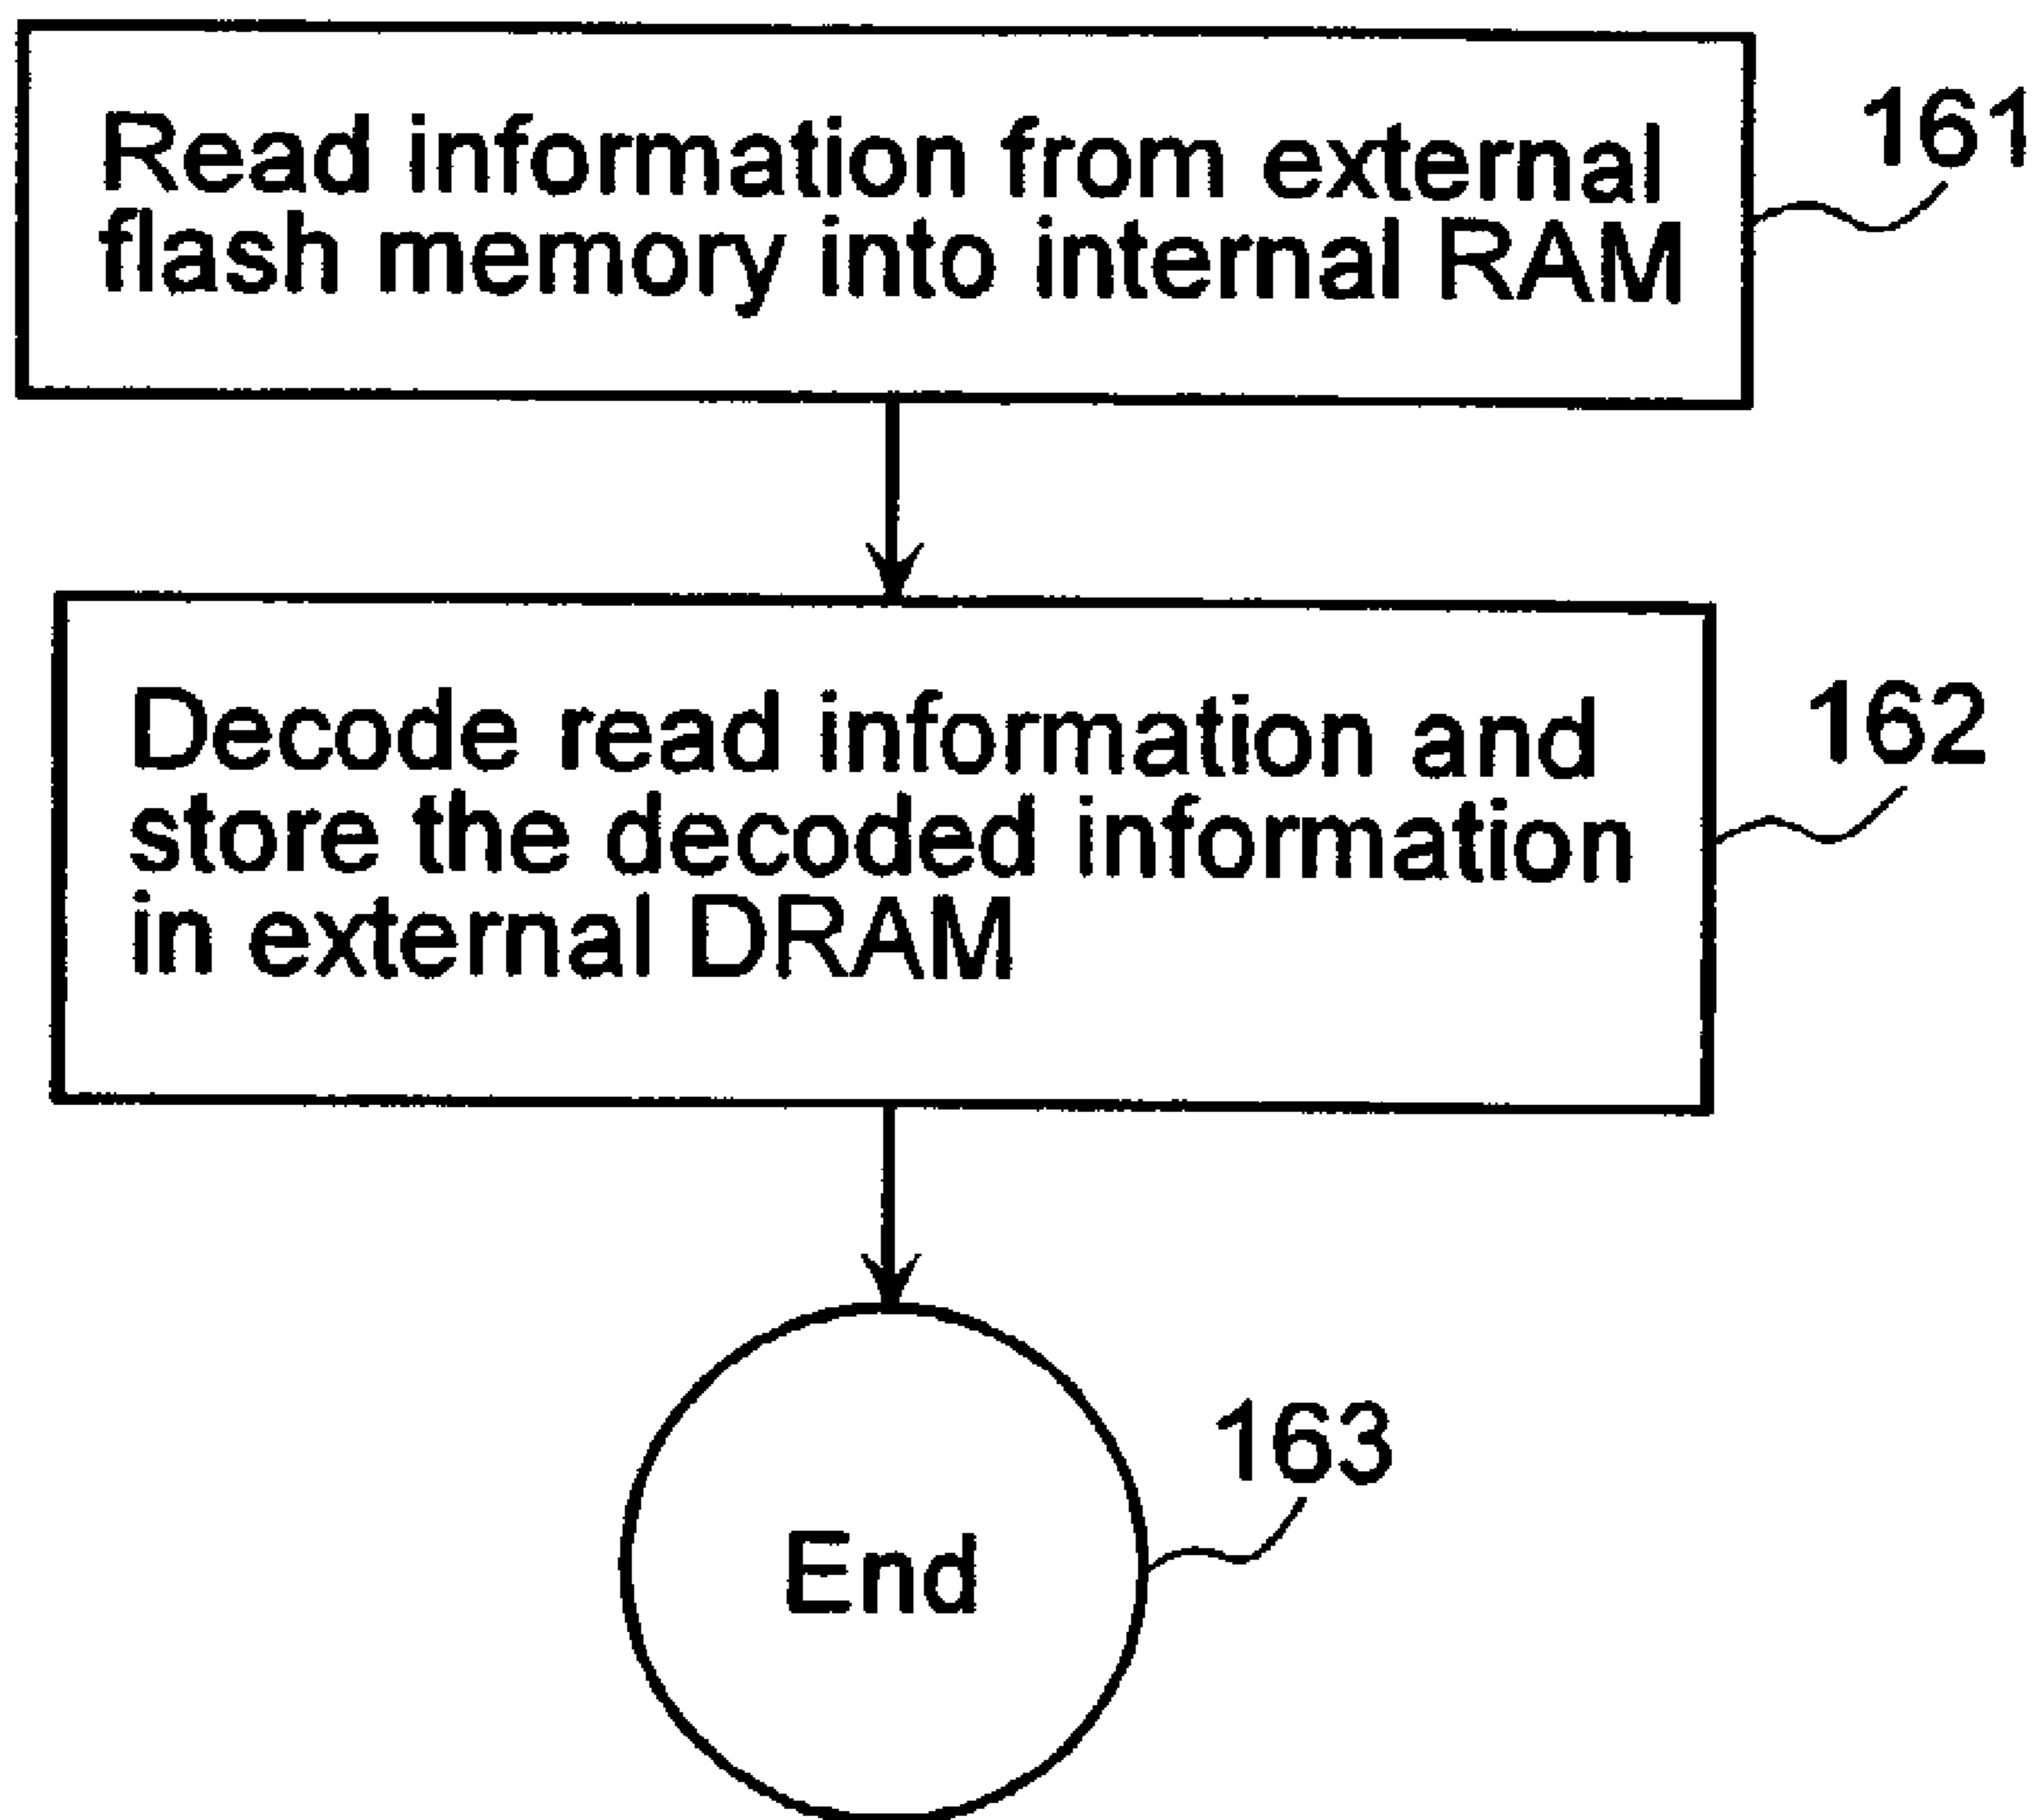 Read information from external
flash memory into internal RAM
161
Decode read information and
store the decoded information
in external DRAM
162
End
163